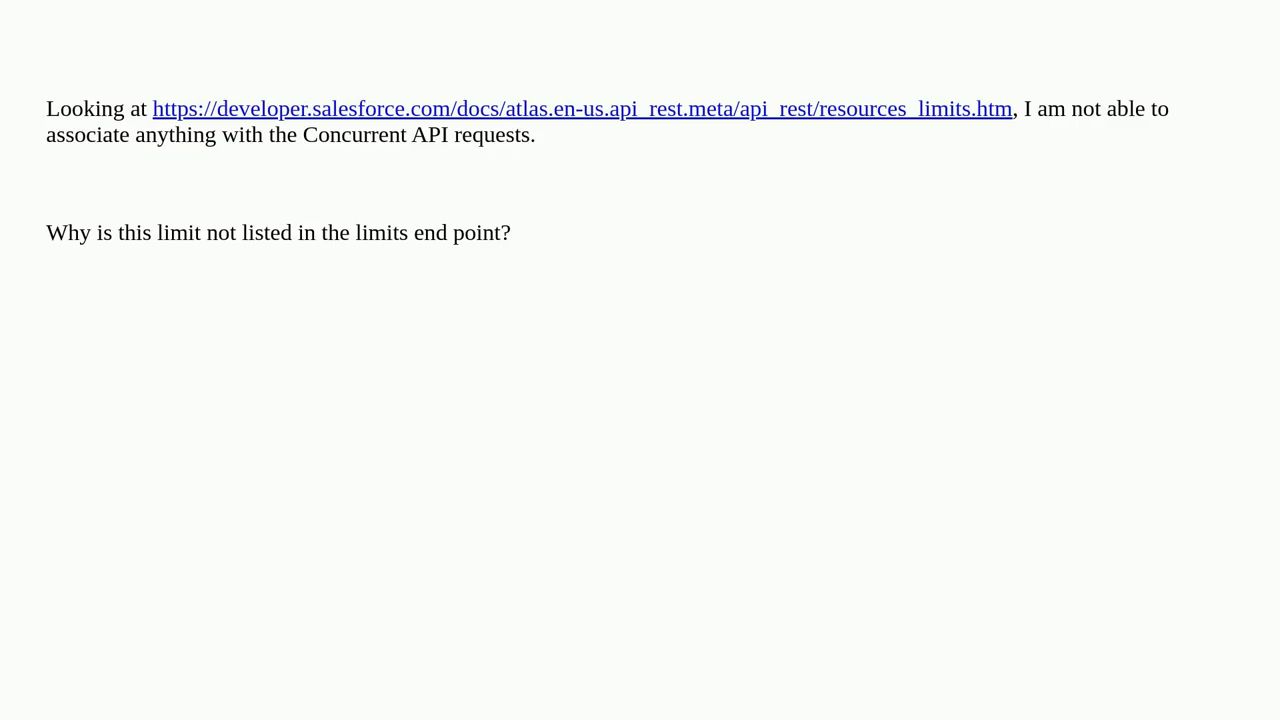 Looking at https://developer.salesforce.com/docs/atlas.en-us.api_rest.meta/api_rest/resources_limits.htm, I am not able to
associate anything with the Concurrent API requests.
Why is this limit not listed in the limits end point?